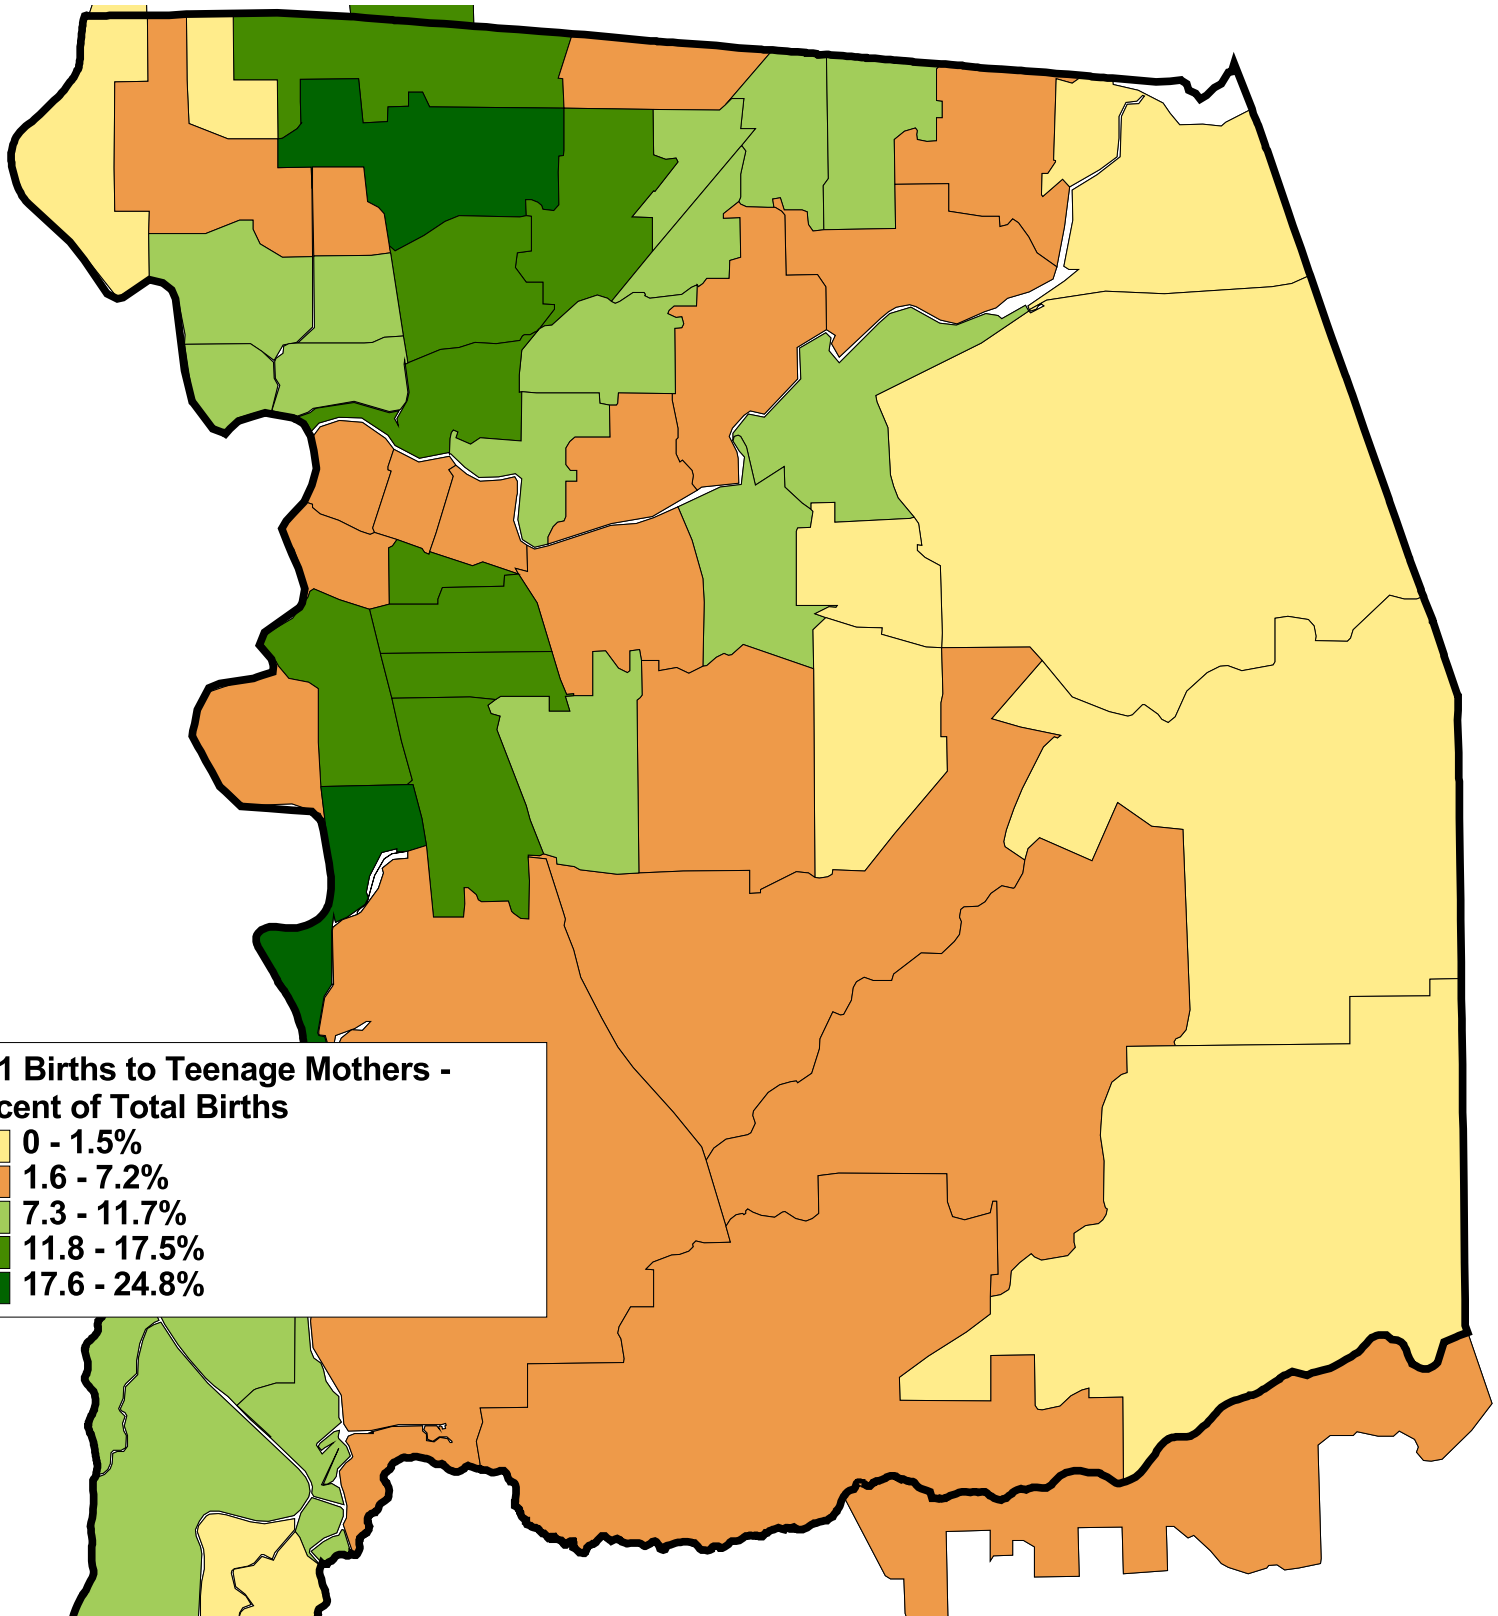 1 Births to Teenage Mothers -
cent of Total Births
0 - 1.5%
1.6 - 7.2%
7.3 - 11.7%
11.8 - 17.5%
17.6 - 24.8%